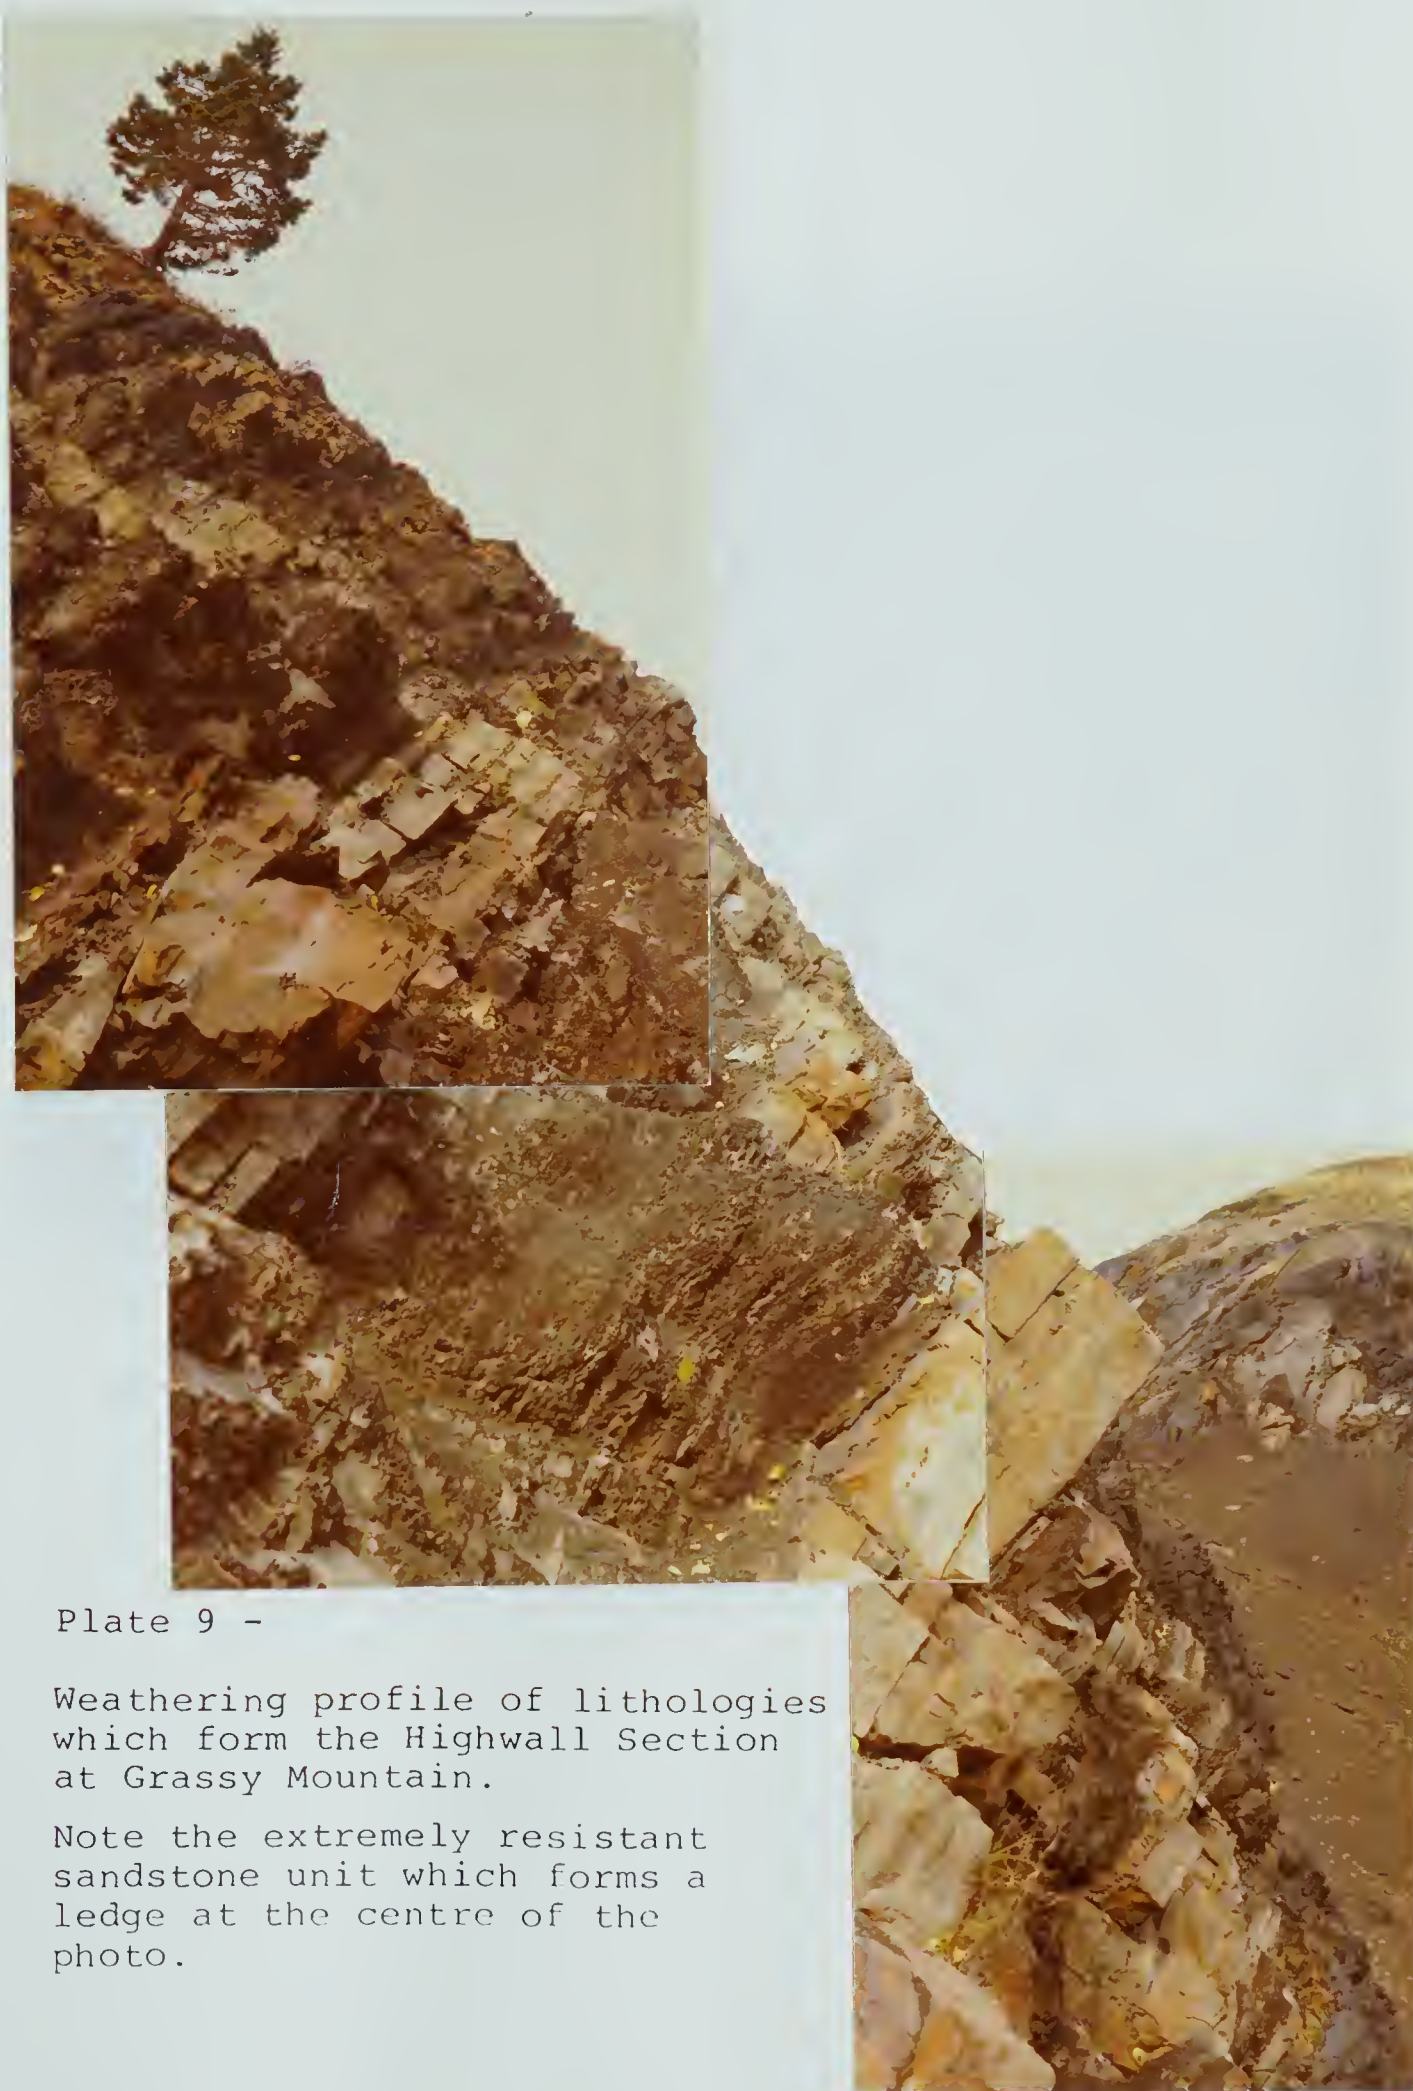 Plate 9 -
Weathering profile of lithologies
which form the Highwall Section
at Grassy Mountain.
Note the extremely resistant
sandstone unit which forms a
ledge at the centre of the
photo.